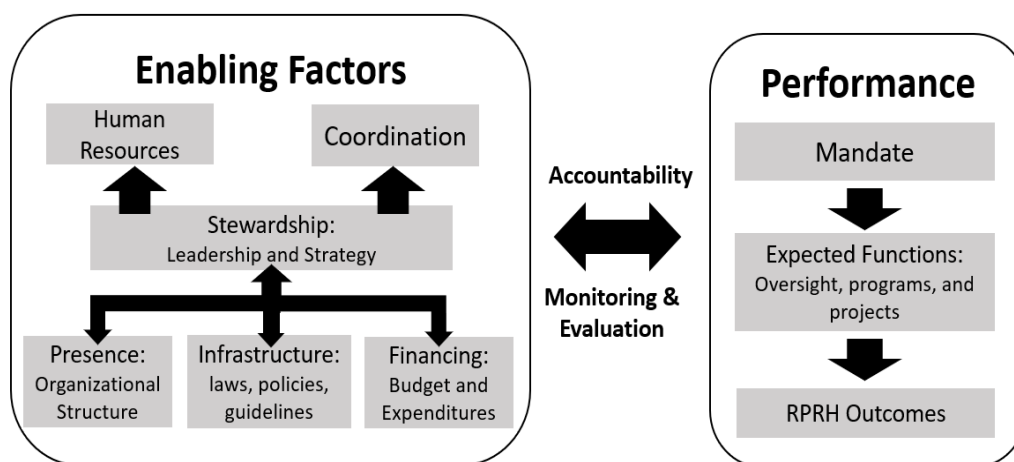 Enabling Factors
Human
Resources
Coordination
Stewardship:
Leadership and Strategy
Presence:
Organizational
Structure
Infrastructure:
laws, policies,
guidelines
Financing:
Budget and
Expenditures
Accountability
Monitoring &
Evaluation
Performance
Mandate
Expected Functions:
Oversight, programs, and
projects
RPRH Outcomes